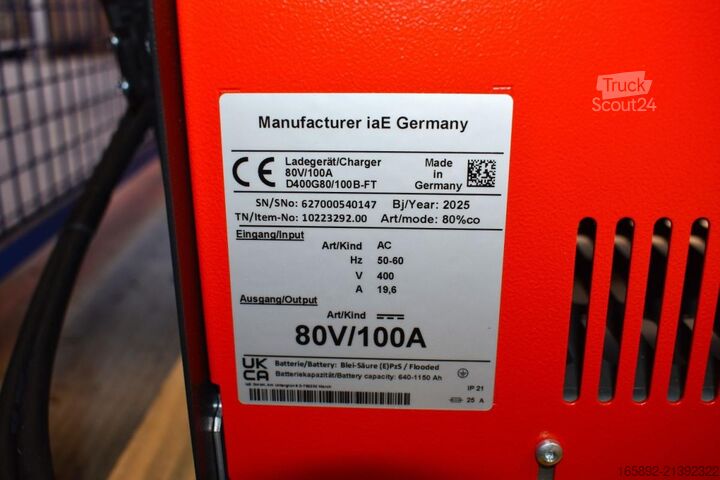 Truck
Scout24
Manufacturer iaE Germany
CE
Ladegerät/Charger
80V/100A
D400G80/100B-FT
Made
in
Germany
SN/SNo: 627000540147 Bj/Year: 2025
TN/Item-No: 10223292.00 Art/mode: 80%co
Eingang/Input
Art/Kind AC
Hz 50-60
V 400
A 19,6
Ausgang/Output
Art/Kind
80V/100A
UK
CA
Batterie/Battery: Blei-Säure (E)PzS / Flooded
Batteriekapazität/Battery capacity: 640-1150 Ah
IP 21
25 A
165892-21392322